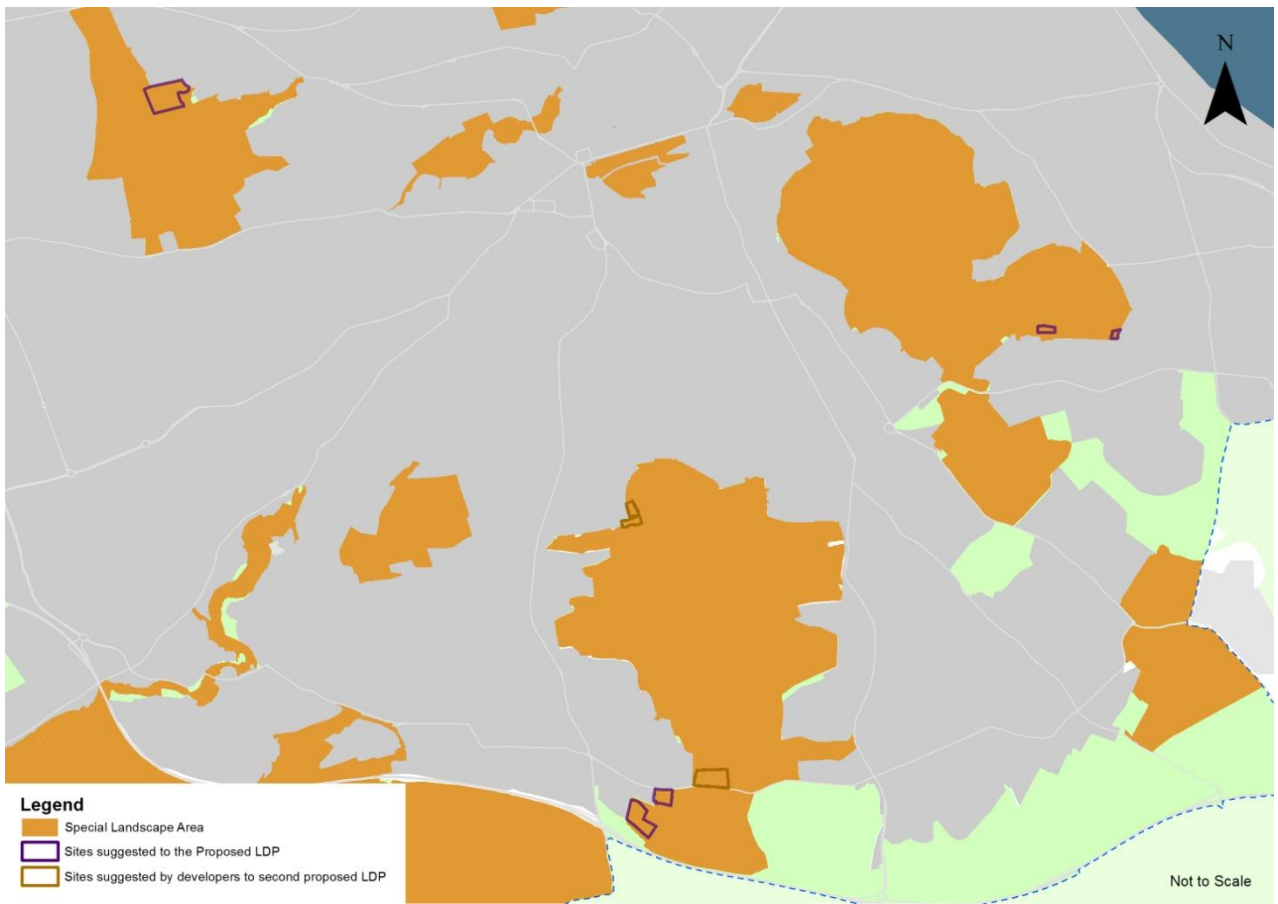 N
Legend
Special Landscape Area
Sites suggested to the Proposed LDP
Sites suggested by developers to second proposed LDP
Not to Scale